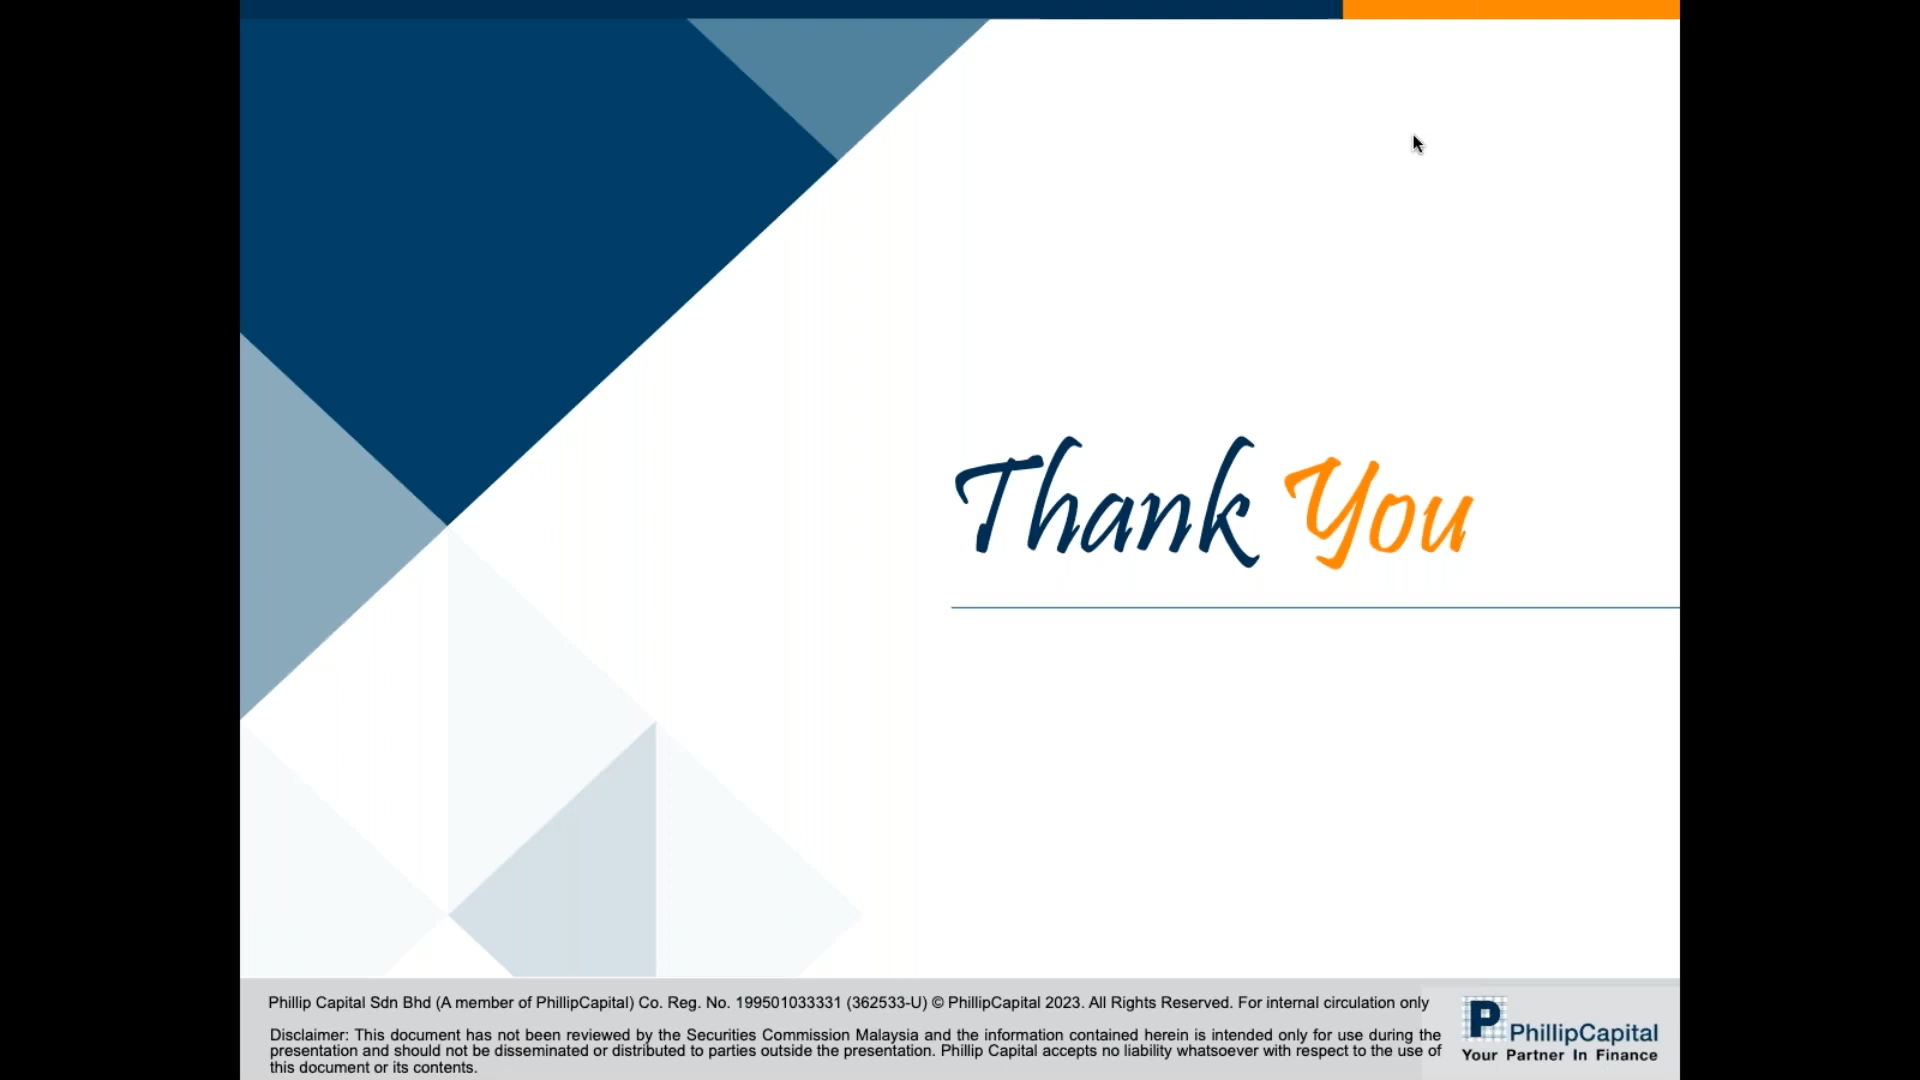 Thank You
Phillip Capital Sdn Bhd (A member of PhillipCapital) Co. Reg. No. 199501033331 (362533-U) © PhillipCapital 2023. All Rights Reserved. For internal circulation only
Disclaimer: This document has not been reviewed by the Securities Commission Malaysia and the information contained herein is intended only for use during the
presentation and should not be disseminated or distributed to parties outside the presentation. Phillip Capital accepts no liability whatsoever with respect to the use of
this document or its contents.
P
PhillipCapital
Your Partner In Finance